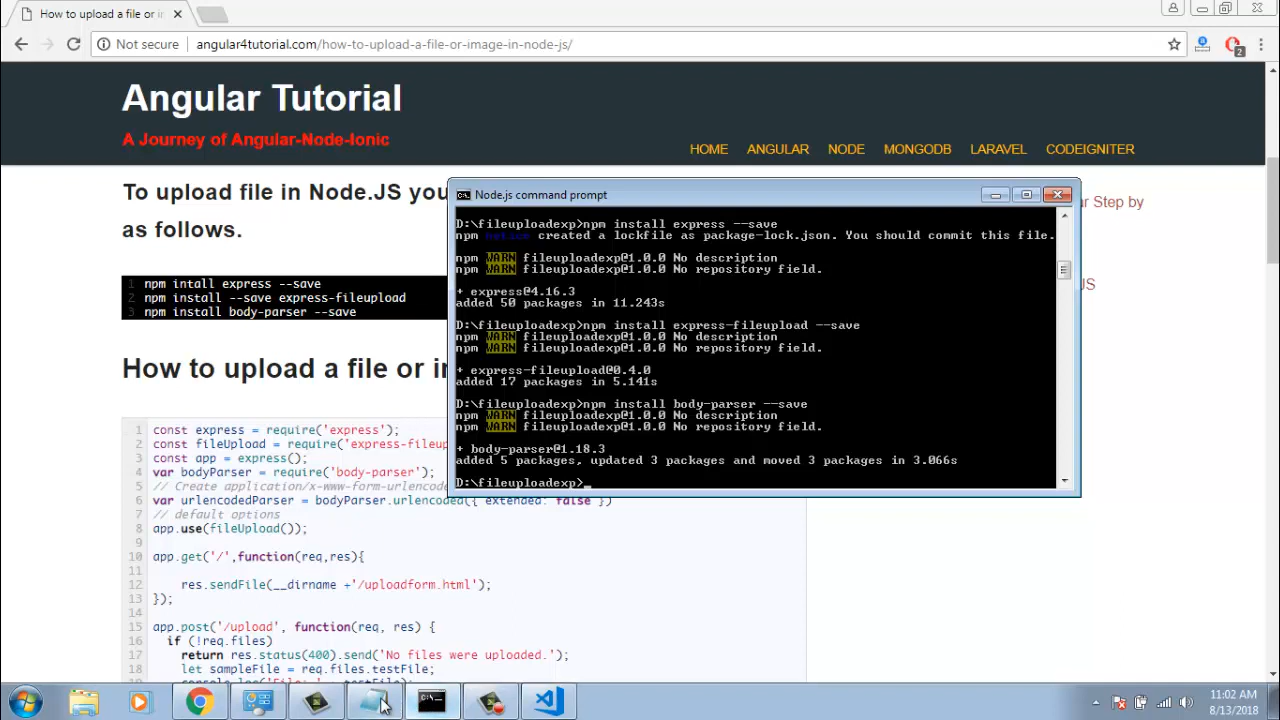 How to upload a file or i
Not secure
angular4tutorial.com/how-to-upload-a-file-or-image-in-node-js/
2
Angular Tutorial
A Journey of Angular-Node-Ionic
HOME ANGULAR NODE MONGODB LARAVEL CODEIGNITER
To upload file in Node.JS you
as follows.
ur Step by
JS
1 npm intall express --save
2 npm install --save express-fileupload
3 npm install body-parser --save
How to upload a file or i
1 const express = require('express');
2 const fileUpload = require('express-fileup
3 const app = express();
4 var bodyParser = require('body-parser');
5 // Create application/x-www-form-urlencode
6 var urlencodedParser = bodyParser.urlencoded({ extended: false })
7 // default options
8 app.use(fileUpload());
9
10 app.get('/',function(req,res){
11
12 res.sendFile(__dirname +'/uploadform.html');
13 });
14
15 app.post('/upload', function(req, res) {
16 if (!req.files)
17 return res.status(400).send('No files were uploaded.');
18 let sampleFile = req.files.testFile;
Node.js command prompt
D:\fileuploadexp>npm install express --save
npm notice created a lockfile as package-lock.json. You should commit this file.
npm WARN fileuploadexp@1.0.0 No description
npm WARN fileuploadexp@1.0.0 No repository field.
+ express@4.16.3
added 50 packages in 11.243s
D:\fileuploadexp>npm install express-fileupload --save
npm WARN fileuploadexp@1.0.0 No description
npm WARN fileuploadexp@1.0.0 No repository field.
+ express-fileupload@0.4.0
added 17 packages in 5.141s
D:\fileuploadexp>npm install body-parser --save
npm WARN fileuploadexp@1.0.0 No description
npm WARN fileuploadexp@1.0.0 No repository field.
+ body-parser@1.18.3
added 5 packages, updated 3 packages and moved 3 packages in 3.066s
D:\fileuploadexp>_
11:02 AM
8/13/2018